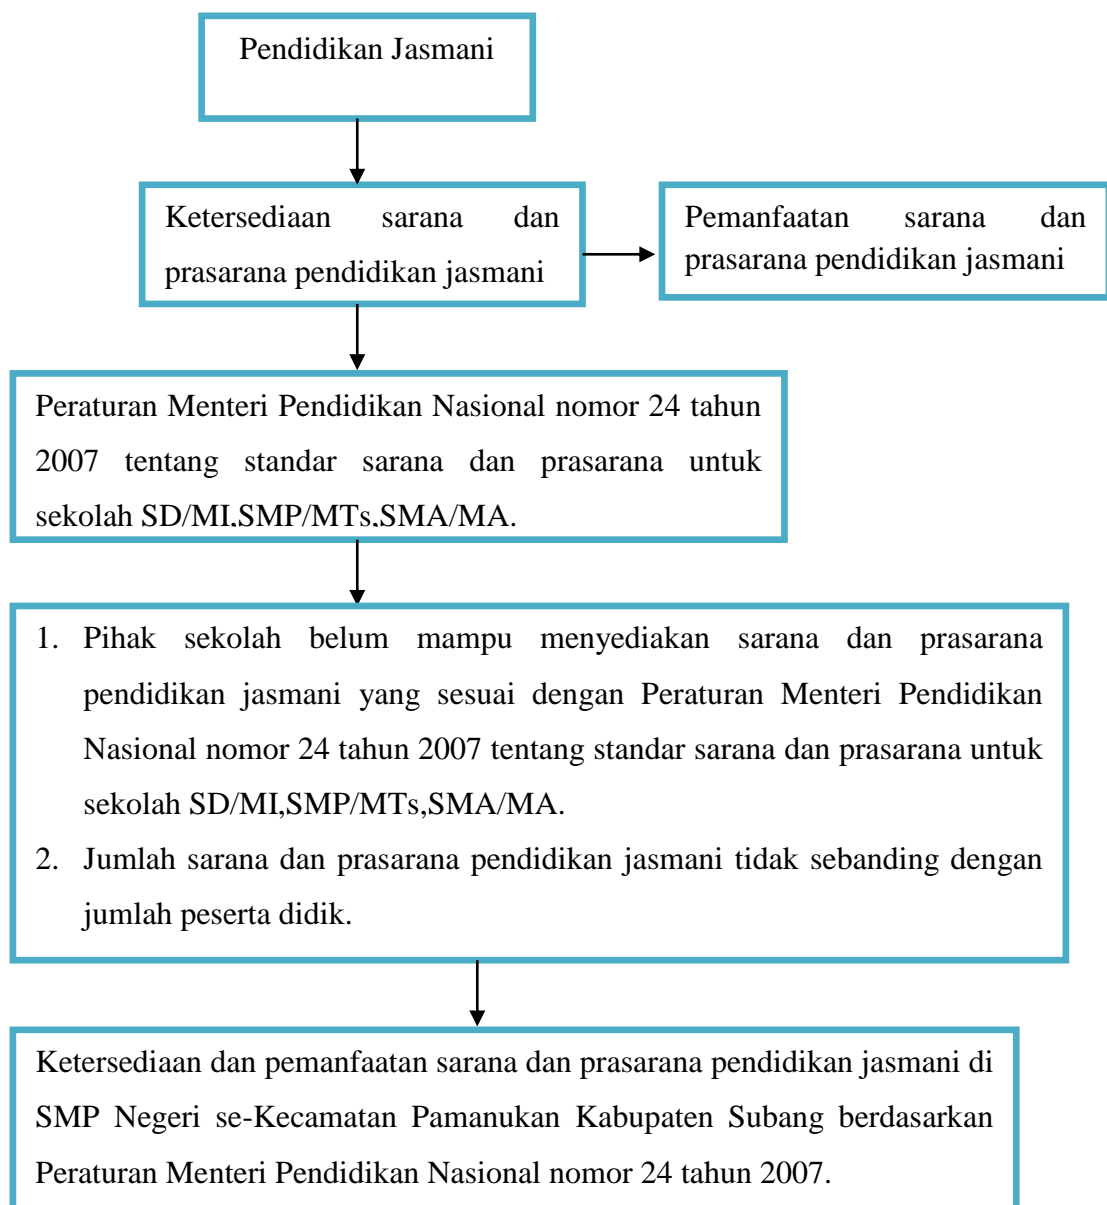 Pendidikan Jasmani
Ketersediaan sarana dan
prasarana pendidikan jasmani
Pemanfaatan sarana dan
prasarana pendidikan jasmani
Peraturan Menteri Pendidikan Nasional nomor 24 tahun
2007 tentang standar sarana dan prasarana untuk
sekolah SD/MI,SMP/MTs,SMA/MA.
1. Pihak sekolah belum mampu menyediakan sarana dan prasarana
pendidikan jasmani yang sesuai dengan Peraturan Menteri Pendidikan
Nasional nomor 24 tahun 2007 tentang standar sarana dan prasarana untuk
sekolah SD/MI,SMP/MTs,SMA/MA.
2. Jumlah sarana dan prasarana pendidikan jasmani tidak sebanding dengan
jumlah peserta didik.
Ketersediaan dan pemanfaatan sarana dan prasarana pendidikan jasmani di
SMP Negeri se-Kecamatan Pamanukan Kabupaten Subang berdasarkan
Peraturan Menteri Pendidikan Nasional nomor 24 tahun 2007.